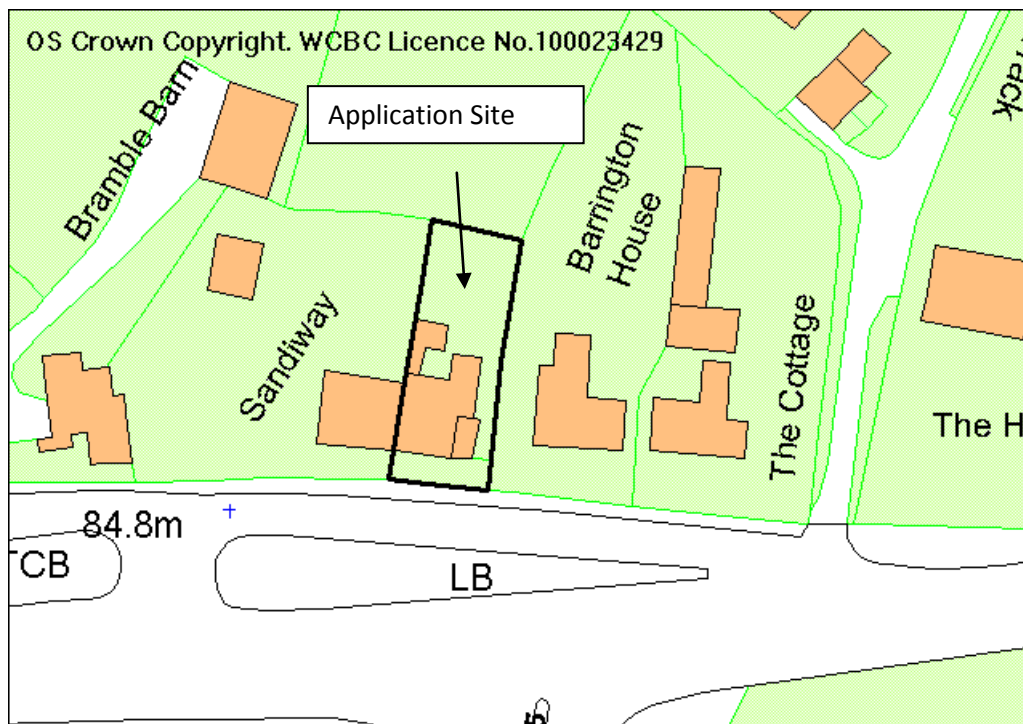 OS Crown Copyright. WCBC Licence No.100023429
Application Site
Bramble Barn
Barrington
House
Sandiway
The Cottage
The H
84.8m
TCB
LB